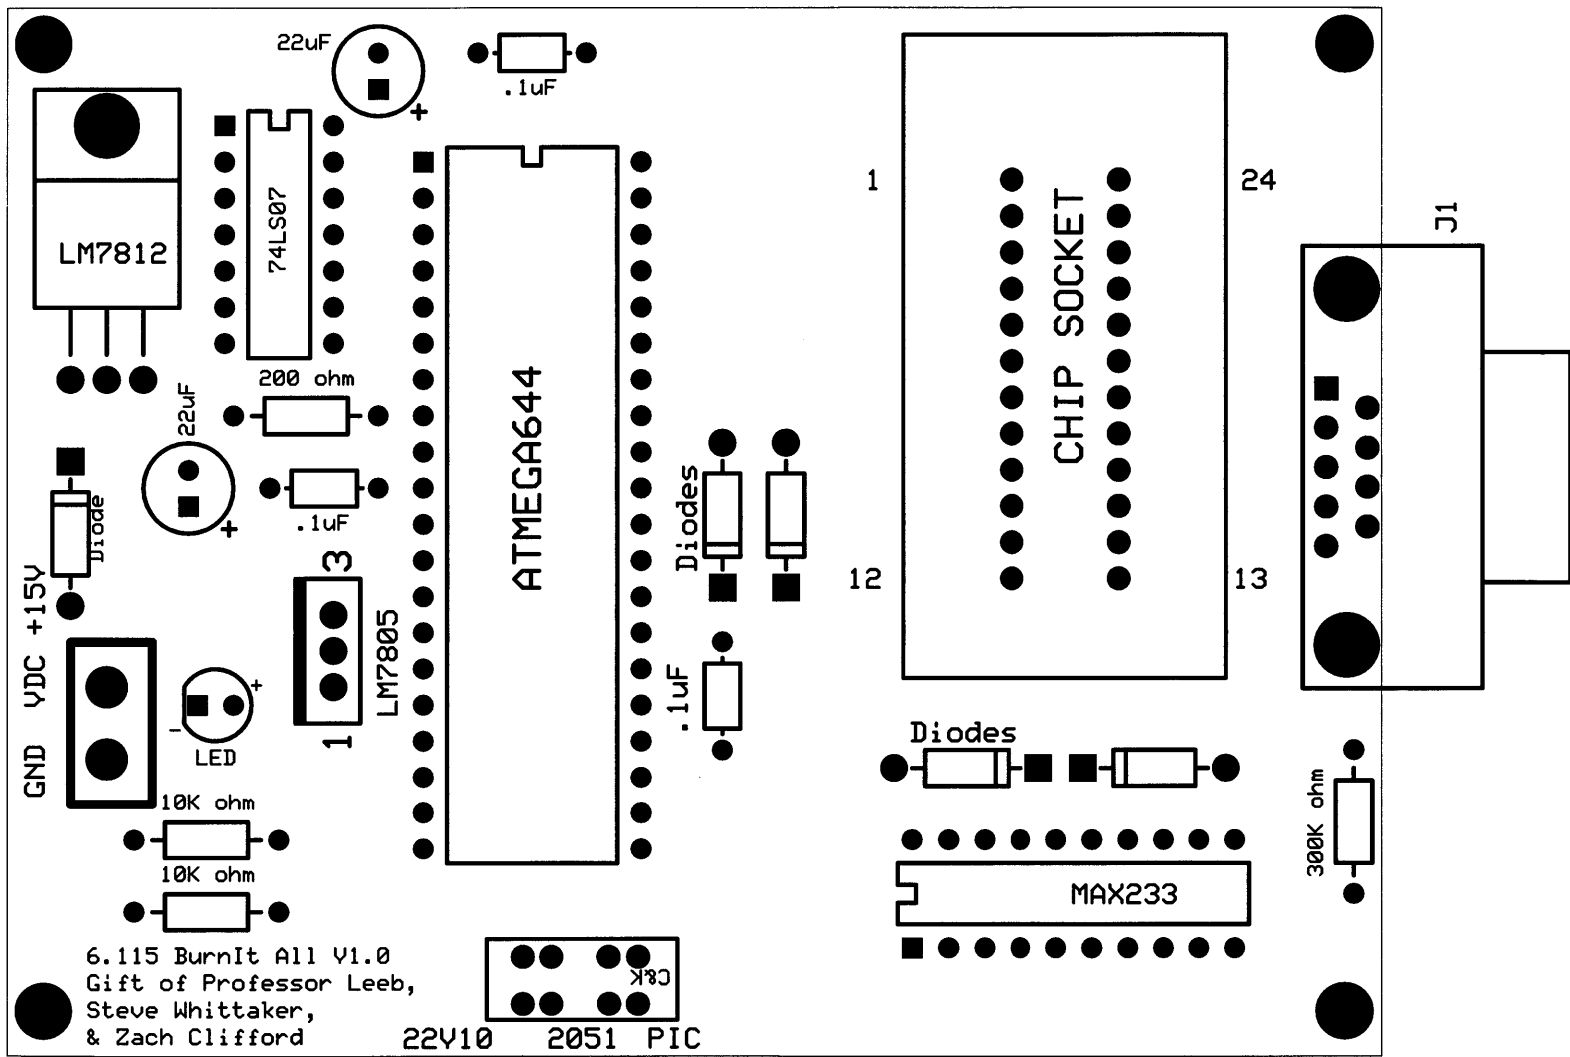 22uF
.1uF
+
74LS07
LM7812
1
24
CHIP SOCKET
J1
200 ohm
22uF
+
.1uF
Diode
ATMEGA644
Diodes
12
13
3
LM7805
1
VDC +15V
GND
+
-
LED
.1uF
Diodes
10K ohm
10K ohm
300K ohm
MAX233
6.115 BurnIt All V1.0
Gift of Professor Leeb,
Steve Whittaker,
& Zach Clifford
C&K
22V10 2051 PIC